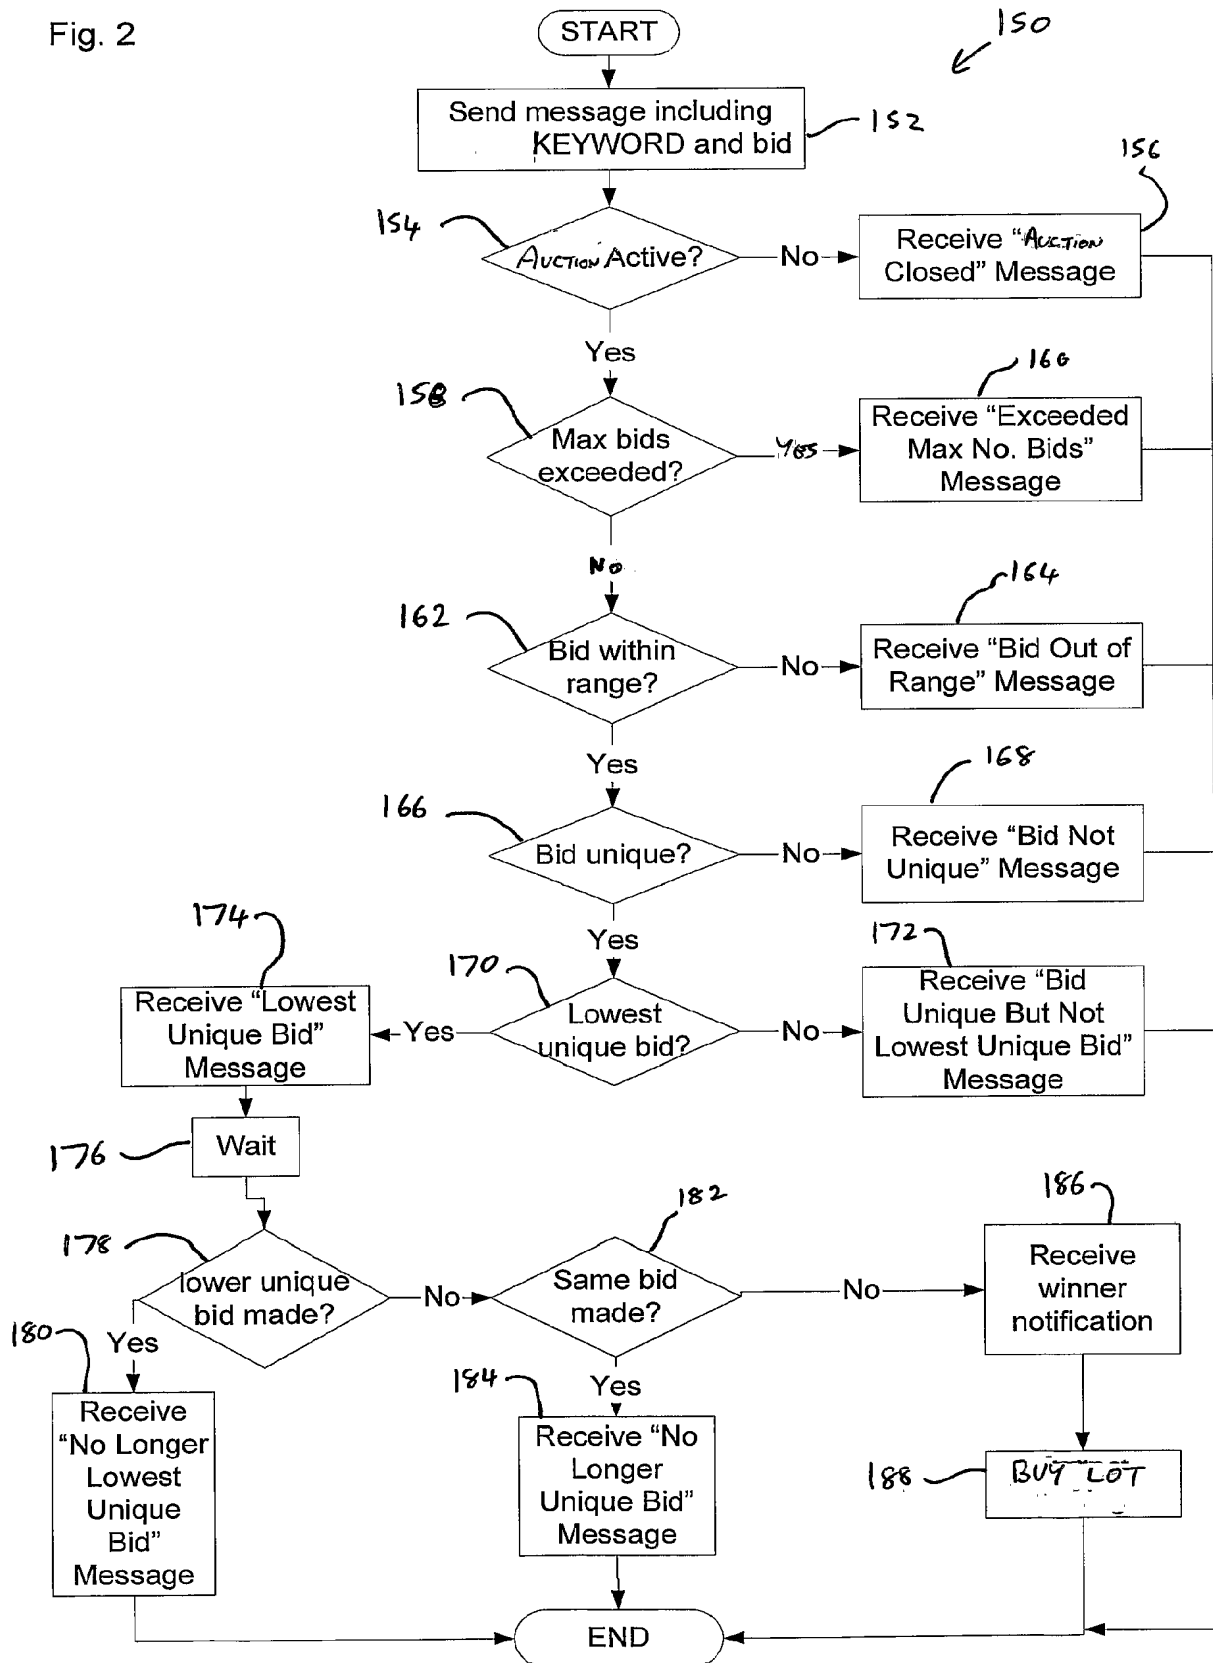 Fig. 2
START
150
Send message including
KEYWORD and bid
152
154
AUCTION Active?
No
Receive "AUCTION
Closed" Message
156
Yes
158
Max bids
exceeded?
YES
Receive "Exceeded
Max No. Bids"
Message
160
No
162
Bid within
range?
No
Receive "Bid Out of
Range" Message
164
Yes
166
Bid unique?
No
Receive "Bid Not
Unique" Message
168
Yes
170
Lowest
unique bid?
No
Receive "Bid
Unique But Not
Lowest Unique Bid"
Message
172
Yes
174
Receive "Lowest
Unique Bid"
Message
176
Wait
178
lower unique
bid made?
No
182
Same bid
made?
No
186
Receive
winner
notification
180
Yes
Receive
"No Longer
Lowest
Unique
Bid"
Message
184
Yes
Receive "No
Longer
Unique Bid"
Message
188
BUY LOT
END